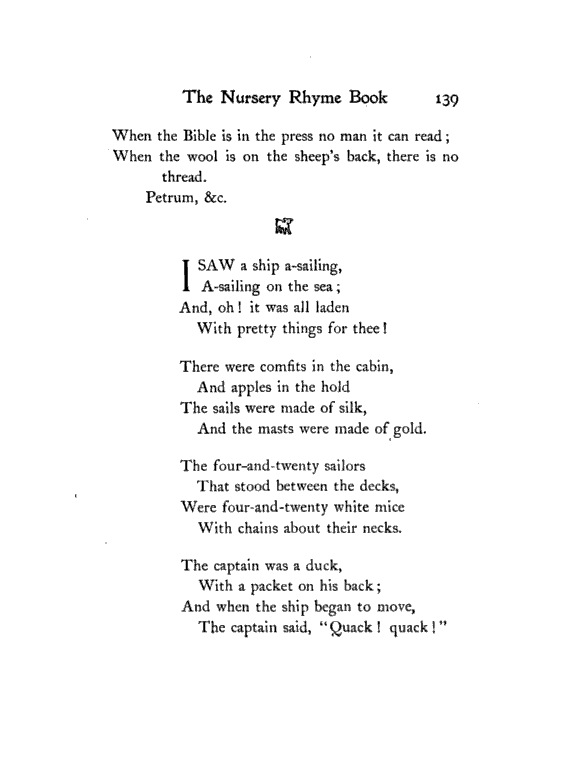 The Nursery Rhyme Book 139
When the Bible is in the press no man it can read;
When the wool is on the sheep's back, there is no
thread.
Petrum, &c.
I SAW a ship a-sailing,
A-sailing on the sea;
And, oh! it was all laden
With pretty things for thee!
There were comfits in the cabin,
And apples in the hold
The sails were made of silk,
And the masts were made of gold.
The four-and-twenty sailors
That stood between the decks,
Were four-and-twenty white mice
With chains about their necks.
The captain was a duck,
With a packet on his back;
And when the ship began to move,
The captain said, "Quack! quack!"